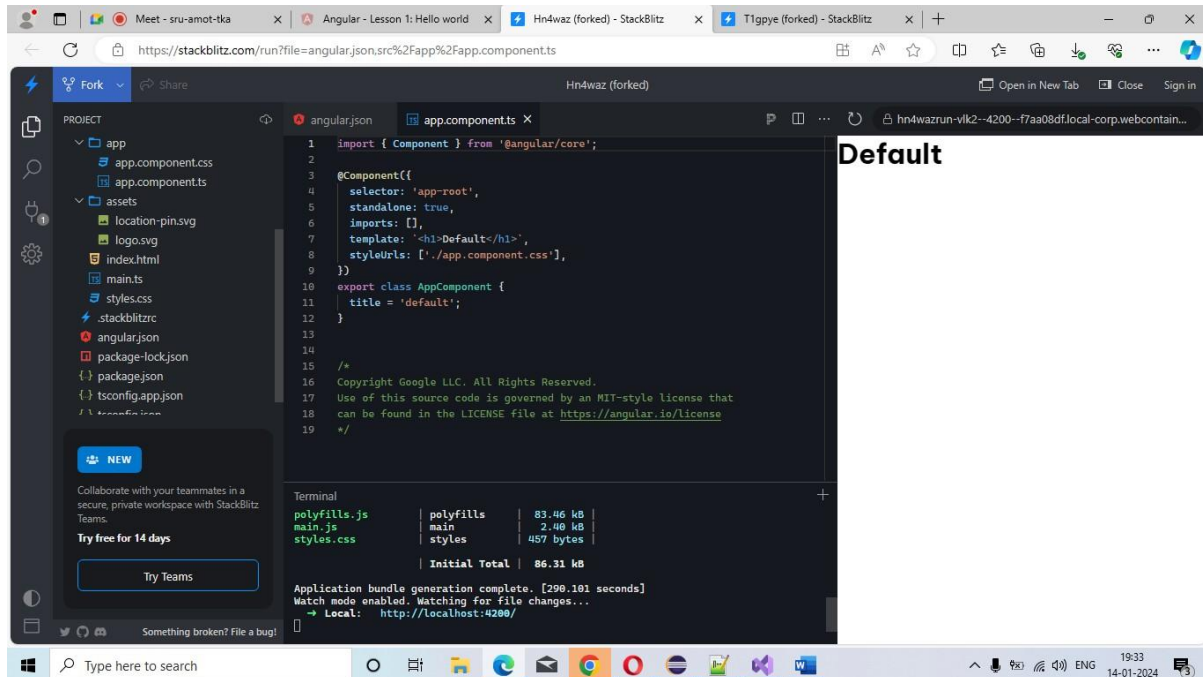 Meet - sru-amot-tka
Angular - Lesson 1: Hello world
Hn4waz (forked) - StackBlitz
T1gpye (forked) - StackBlitz
https://stackblitz.com/run?file=angular.json,src%2Fapp%2Fapp.component.ts
Fork
Share
Hn4waz (forked)
Open in New Tab
Close
Sign in
PROJECT
app
app.component.css
app.component.ts
assets
location-pin.svg
logo.svg
index.html
main.ts
styles.css
.stackblitzrc
angular.json
package-lock.json
{..} package.json
{..} tsconfig.app.json
NEW
Collaborate with your teammates in a
secure, private workspace with StackBlitz
Teams.
Try free for 14 days
Try Teams
Something broken? File a bug!
angular.json
app.component.ts
1 import { Component } from '@angular/core';
2
3 @Component({
4 selector: 'app-root',
5 standalone: true,
6 imports: [],
7 template: `<h1>Default</h1>`,
8 styleUrls: ['./app.component.css'],
9 })
10 export class AppComponent {
11 title = 'default';
12 }
13
14
15 /*
16 Copyright Google LLC. All Rights Reserved.
17 Use of this source code is governed by an MIT-style license that
18 can be found in the LICENSE file at https://angular.io/license
19 */
Terminal
polyfills.js | polyfills | 83.46 kB |
main.js | main | 2.40 kB |
styles.css | styles | 457 bytes |
| Initial Total | 86.31 kB
Application bundle generation complete. [290.101 seconds]
Watch mode enabled. Watching for file changes...
→ Local: http://localhost:4200/
hn4wazrun-vlk2--4200--f7aa08df.local-corp.webcontain...
Default
Type here to search
ENG
19:33
14-01-2024